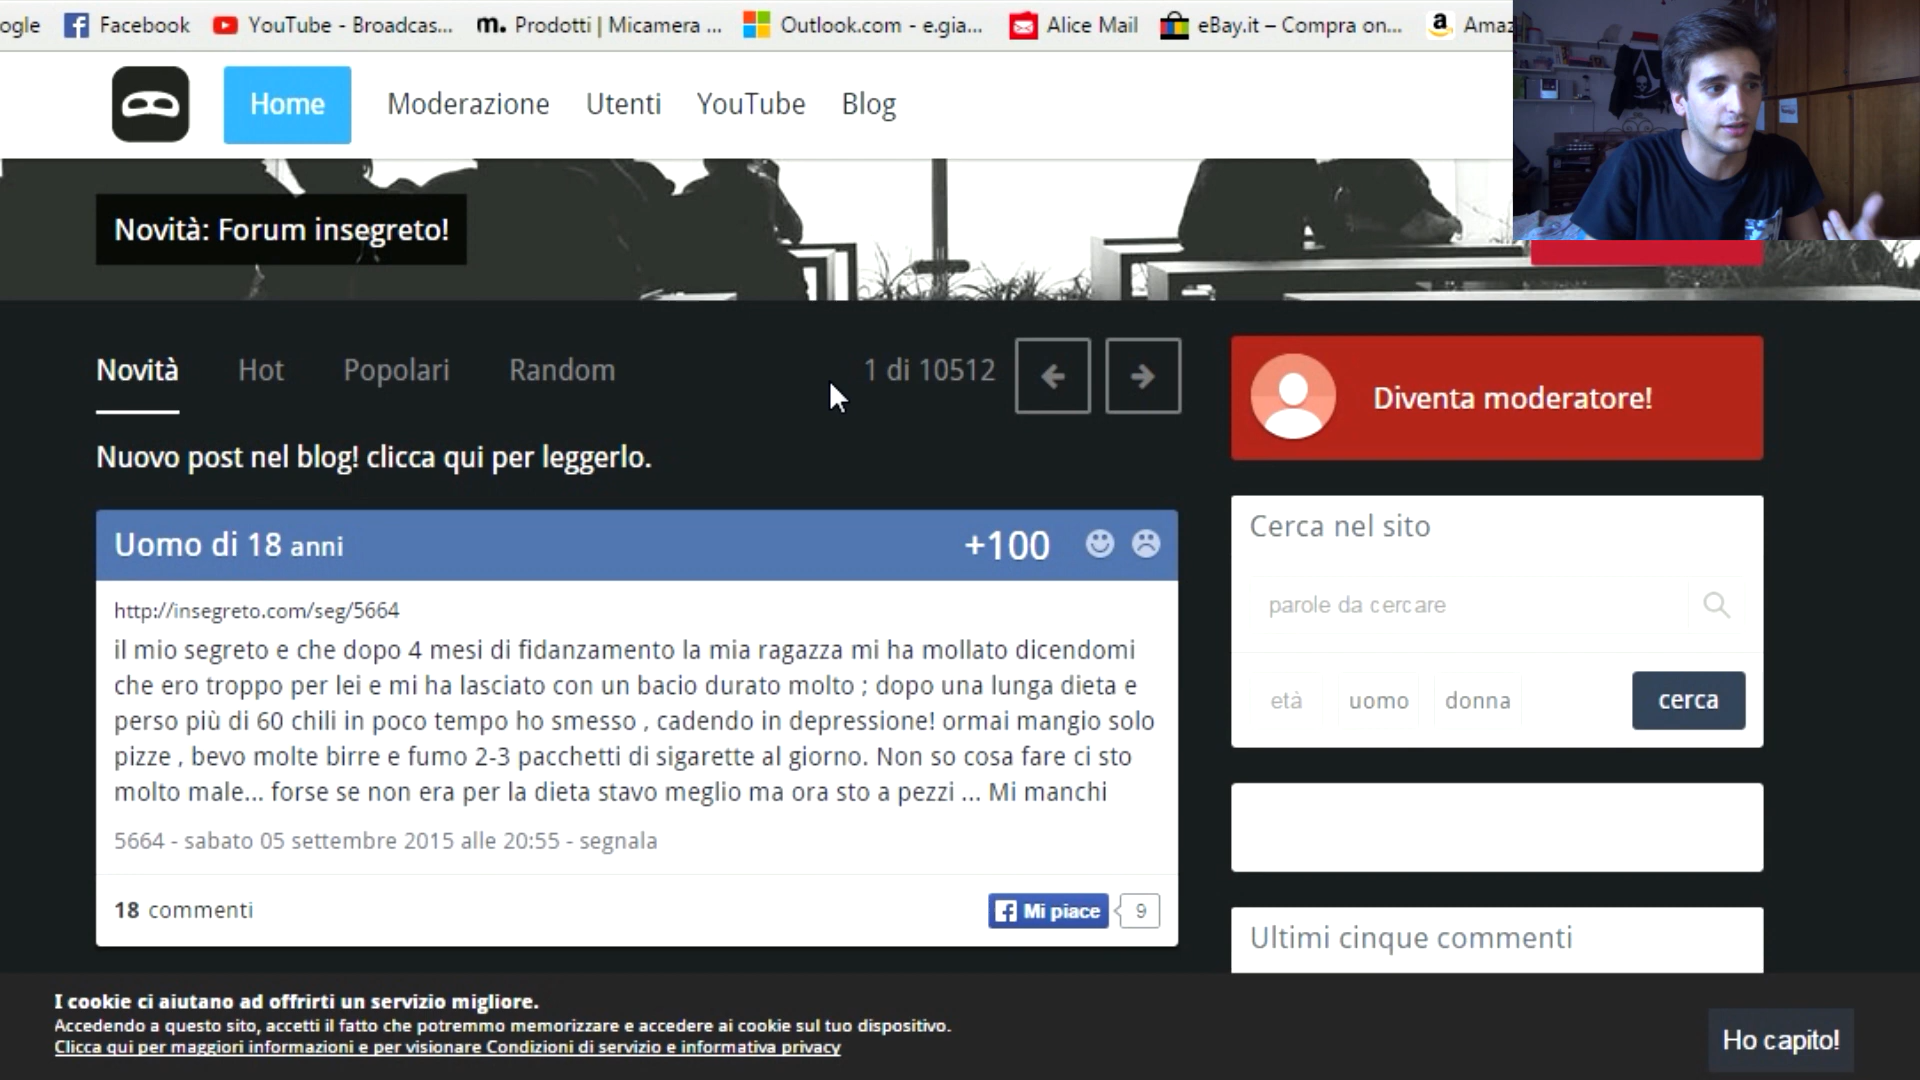 ogle Facebook YouTube - Broadcas... m. Prodotti | Micamera ... Outlook.com - e.gia... Alice Mail eBay.it – Compra on... a Amaz
Home Moderazione Utenti YouTube Blog
Novità: Forum insegreto!
Novità Hot Popolari Random 1 di 10512
Diventa moderatore!
Nuovo post nel blog! clicca qui per leggerlo.
Uomo di 18 anni +100
http://insegreto.com/seg/5664
il mio segreto e che dopo 4 mesi di fidanzamento la mia ragazza mi ha mollato dicendomi
che ero troppo per lei e mi ha lasciato con un bacio durato molto ; dopo una lunga dieta e
perso più di 60 chili in poco tempo ho smesso , cadendo in depressione! ormai mangio solo
pizze , bevo molte birre e fumo 2-3 pacchetti di sigarette al giorno. Non so cosa fare ci sto
molto male... forse se non era per la dieta stavo meglio ma ora sto a pezzi ... Mi manchi
5664 - sabato 05 settembre 2015 alle 20:55 - segnala
18 commenti Mi piace 9
Cerca nel sito
parole da cercare
età uomo donna cerca
Ultimi cinque commenti
I cookie ci aiutano ad offrirti un servizio migliore.
Accedendo a questo sito, accetti il fatto che potremmo memorizzare e accedere ai cookie sul tuo dispositivo.
Clicca qui per maggiori informazioni e per visionare Condizioni di servizio e informativa privacy
Ho capito!